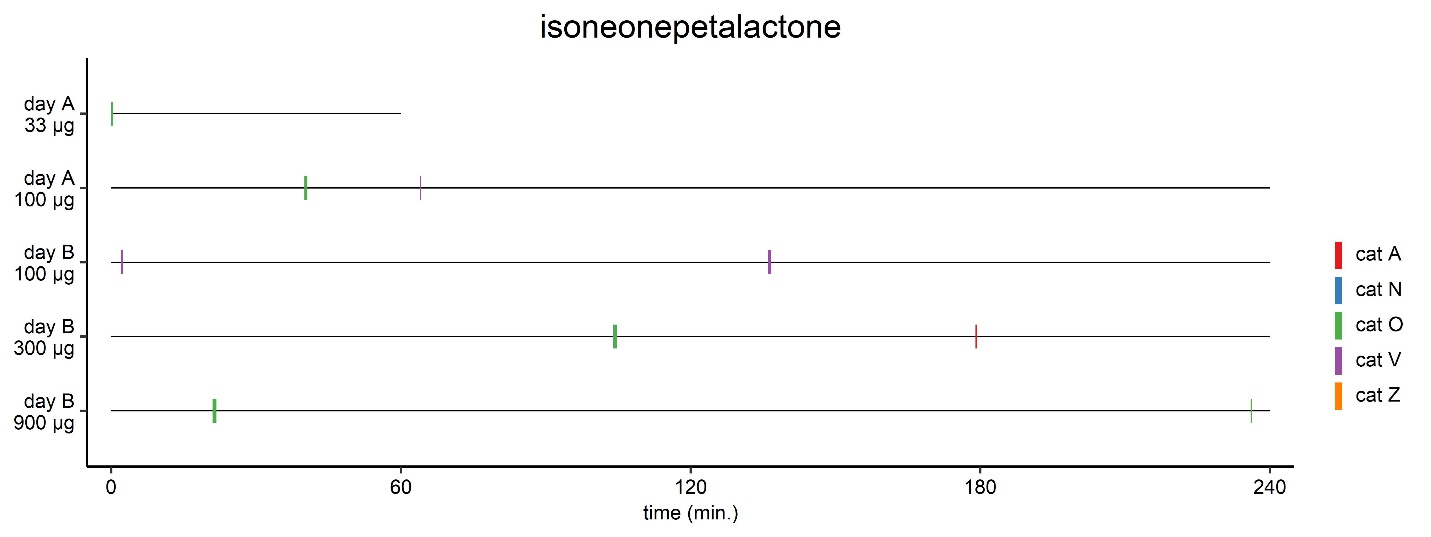 isoneonepetalactone
day A
33 µg
day A
100 µg
day B
100 µg
day B
300 µg
day B
900 µg
cat A
cat N
cat O
cat V
cat Z
0 60 120 180 240
time (min.)